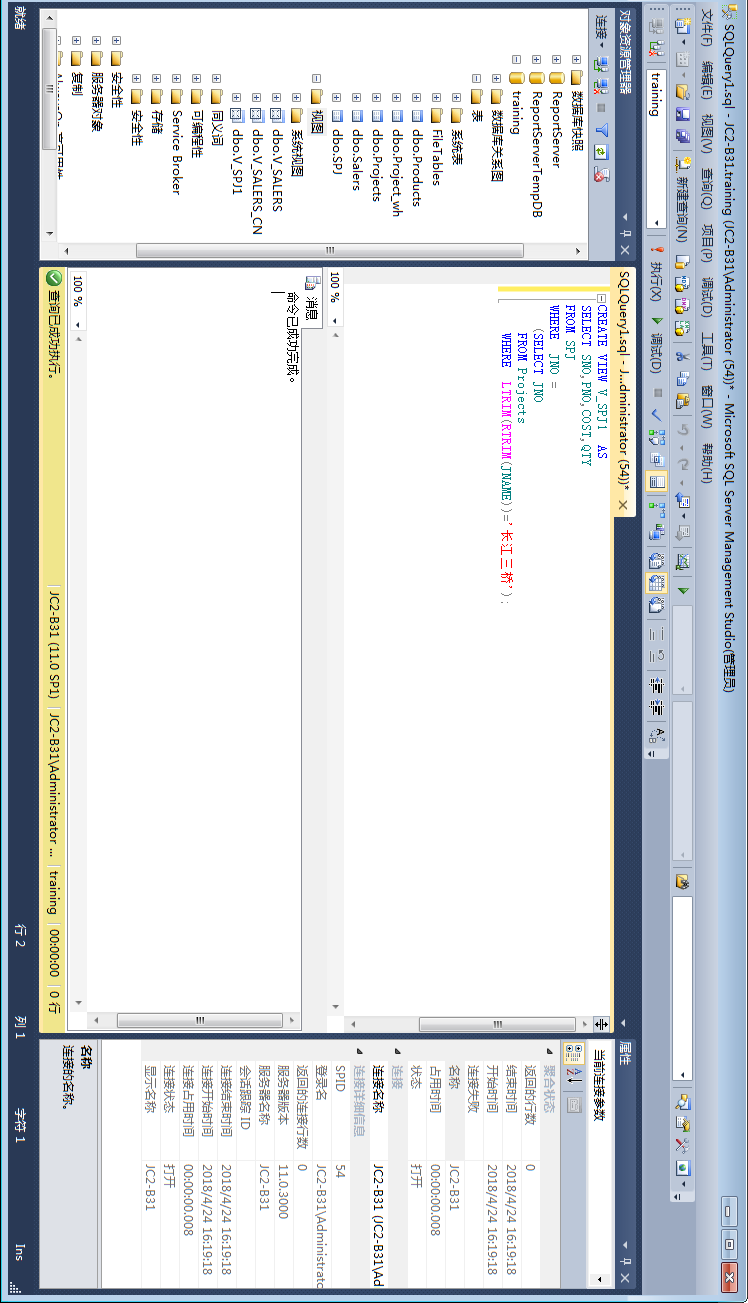 SQLQuery1.sql - JC2-B31.training (JC2-B31\Administrator (54))* - Microsoft SQL Server Management Studio(管理员)
文件(F) 编辑(E) 视图(V) 查询(Q) 项目(P) 调试(D) 工具(T) 窗口(W) 帮助(H)
新建查询(N)
training 执行(X) 调试(D)
对象资源管理器
连接
数据库快照
ReportServer
ReportServerTempDB
training
数据库关系图
表
系统表
FileTables
dbo.Products
dbo.Project_wh
dbo.Projects
dbo.Salers
dbo.SPJ
视图
系统视图
dbo.V_SALERS
dbo.V_SALERS_CN
dbo.V_SPJ1
同义词
可编程性
Service Broker
存储
安全性
安全性
服务器对象
复制
SQLQuery1.sql - J...dministrator (54))*
CREATE VIEW V_SPJ1 AS
SELECT SNO,PNO,COST,QTY
FROM SPJ
WHERE JNO =
(SELECT JNO
FROM Projects
WHERE LTRIM(RTRIM(JNAME))='长江三桥');
100 %
消息
命令已成功完成。
100 %
查询已成功执行。 JC2-B31 (11.0 SP1) JC2-B31\Administrator ... training 00:00:00 0 行
属性
当前连接参数
聚合状态
返回的行数 0
结束时间 2018/4/24 16:19:18
开始时间 2018/4/24 16:19:18
连接失败
名称 JC2-B31
占用时间 00:00:00.008
状态 打开
连接
连接名称 JC2-B31 (JC2-B31\Ad
连接详细信息
SPID 54
登录名 JC2-B31\Administratc
返回的连接行数 0
服务器版本 11.0.3000
服务器名称 JC2-B31
会话跟踪 ID
连接结束时间 2018/4/24 16:19:18
连接开始时间 2018/4/24 16:19:18
连接占用时间 00:00:00.008
连接状态 打开
显示名称 JC2-B31
名称
连接的名称。
就绪 行 2 列 1 字符 1 Ins